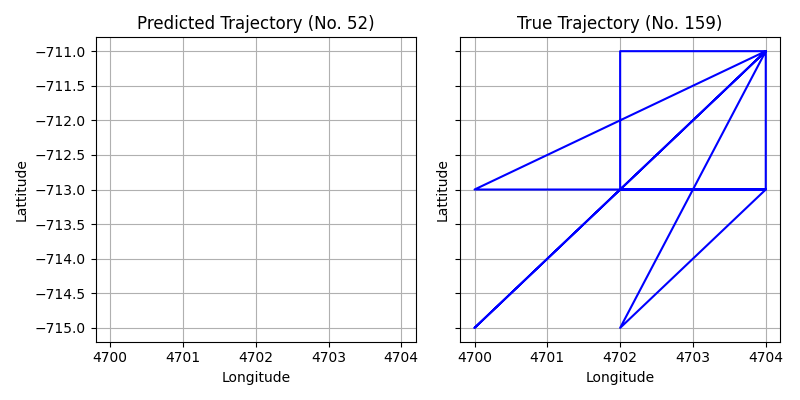 Predicted Trajectory (No. 52)
True Trajectory (No. 159)
−711.0
−711.5
−712.0
−712.5
−713.0
−713.5
−714.0
−714.5
−715.0
Lattitude
Lattitude
4700 4701 4702 4703 4704
4700 4701 4702 4703 4704
Longitude
Longitude